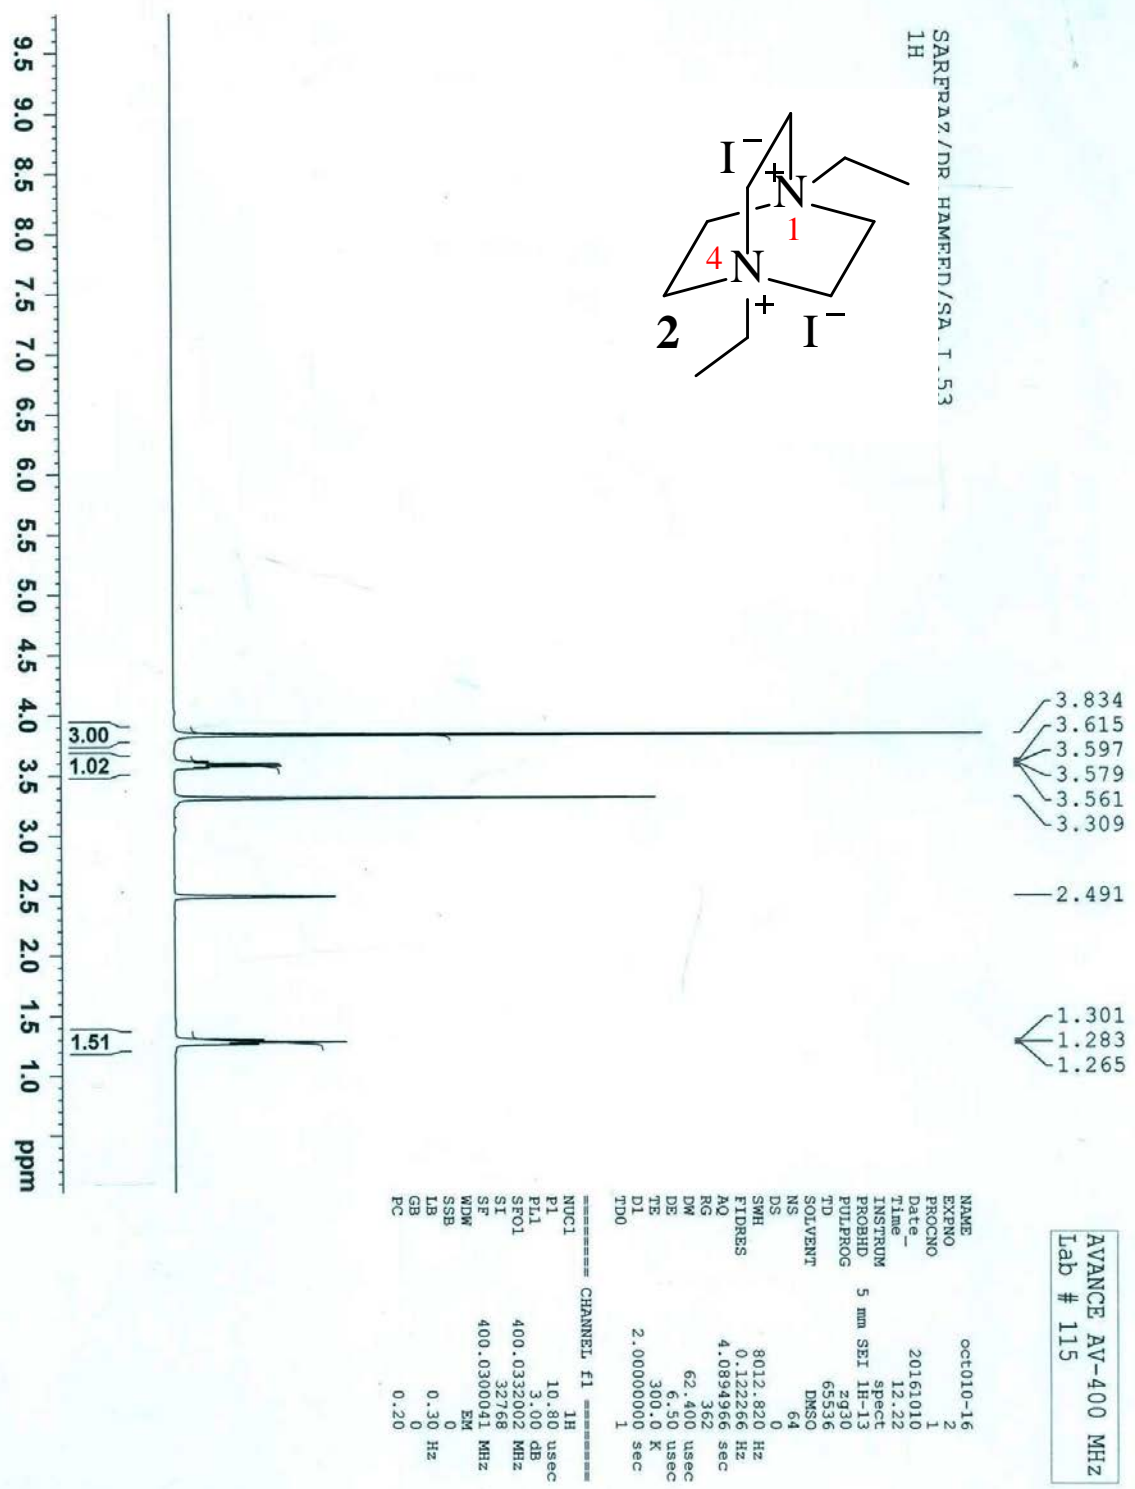 SARFRAZ/DR HAMEED/SA.I.53
1H
AVANCE AV-400 MHz
Lab # 115
I−
+
N
1
4
N
+
2
I−
3.834
3.615
3.597
3.579
3.561
3.309
2.491
1.301
1.283
1.265
9.5 9.0 8.5 8.0 7.5 7.0 6.5 6.0 5.5 5.0 4.5 4.0 3.5 3.0 2.5 2.0 1.5 1.0 ppm
3.00
1.02
1.51
NAME oct010-16
EXPNO 2
PROCNO 1
Date_ 20161010
Time_ 12.22
INSTRUM spect
PROBHD 5 mm SEI 1H-13
PULPROG zg30
TD 65536
SOLVENT DMSO
NS 64
DS 0
SWH 8012.820 Hz
FIDRES 0.122266 Hz
AQ 4.0894966 sec
RG 362
DW 62.400 usec
DE 6.50 usec
TE 300.0 K
D1 2.00000000 sec
TD0 1
======== CHANNEL f1 ========
NUC1 1H
P1 10.80 usec
PL1 3.00 dB
SFO1 400.0332002 MHz
SI 32768
SF 400.0300041 MHz
WDW EM
SSB 0
LB 0.30 Hz
GB 0
PC 0.20